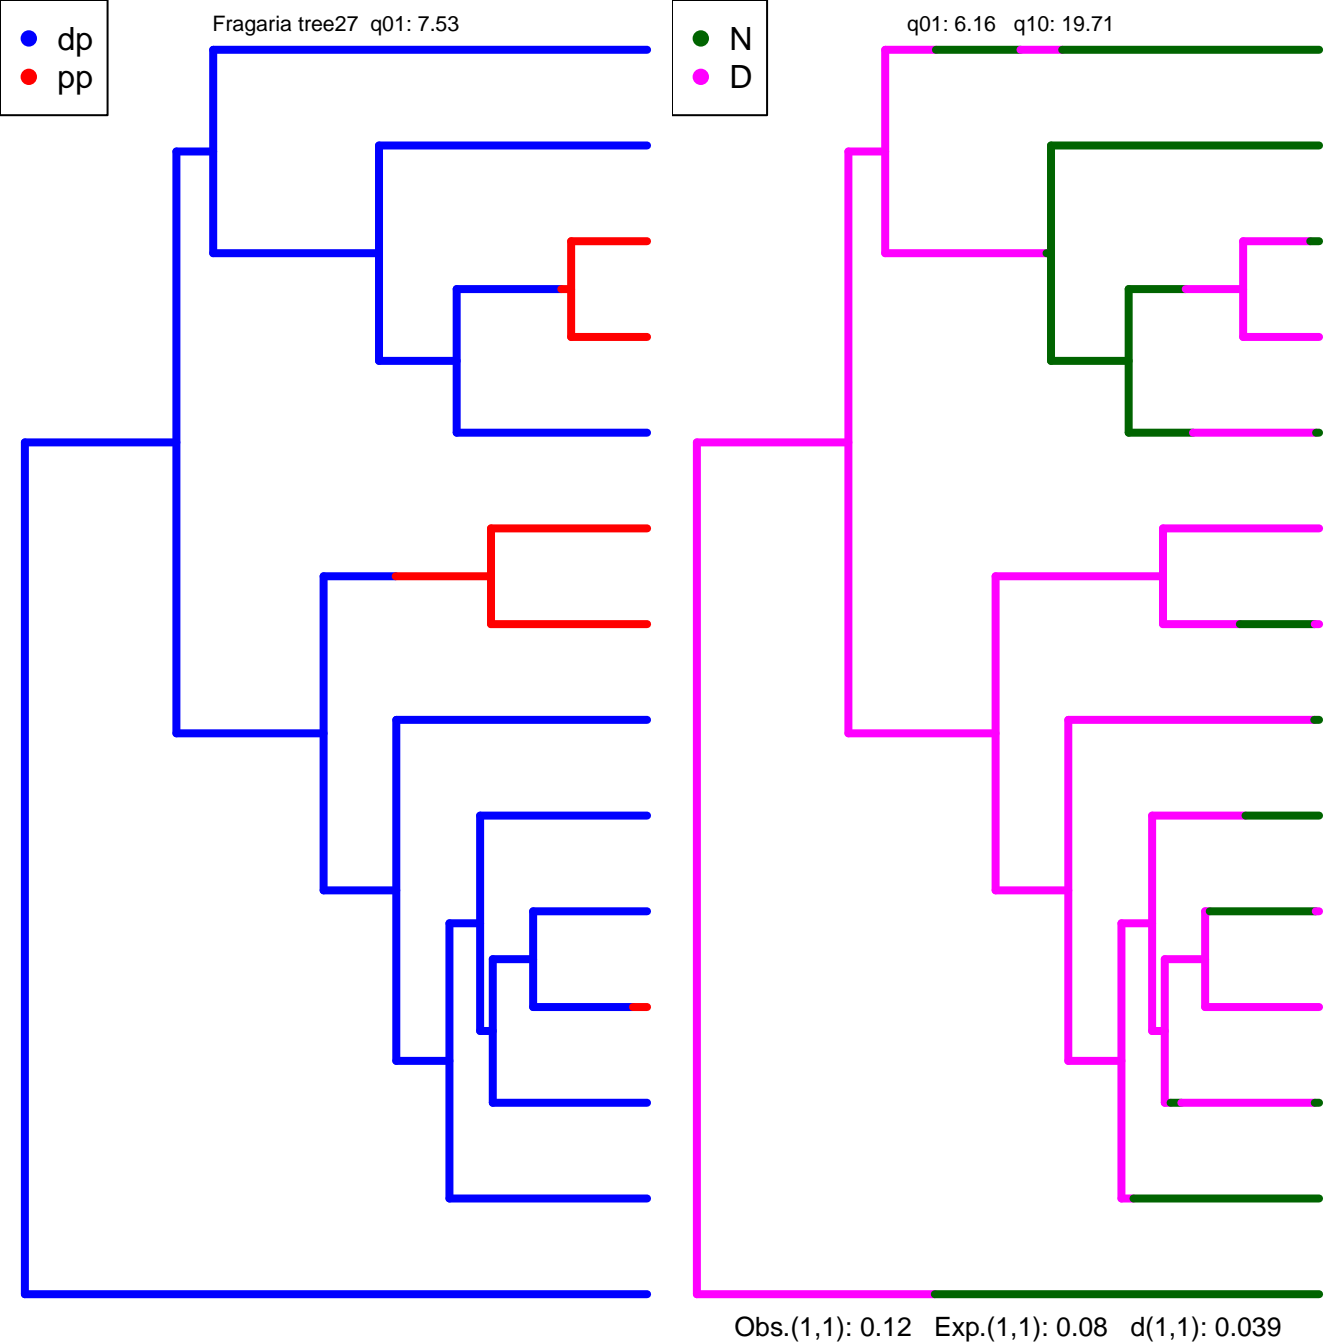 Fragaria tree27 q01: 7.53
dp
pp
q01: 6.16 q10: 19.71
N
D
Obs.(1,1): 0.12 Exp.(1,1): 0.08 d(1,1): 0.039